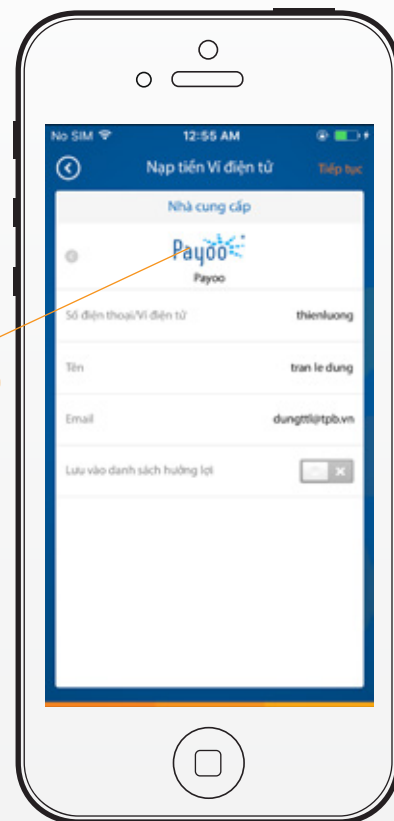 No SIM 12:55 AM
Nạp tiền Ví điện tử Tiếp tục
Nhà cung cấp
Payoo
Payoo
Số điện thoại/Ví điện tử thienluong
Tên tran le dung
Email dungttl@tpb.vn
Lưu vào danh sách hưởng lợi